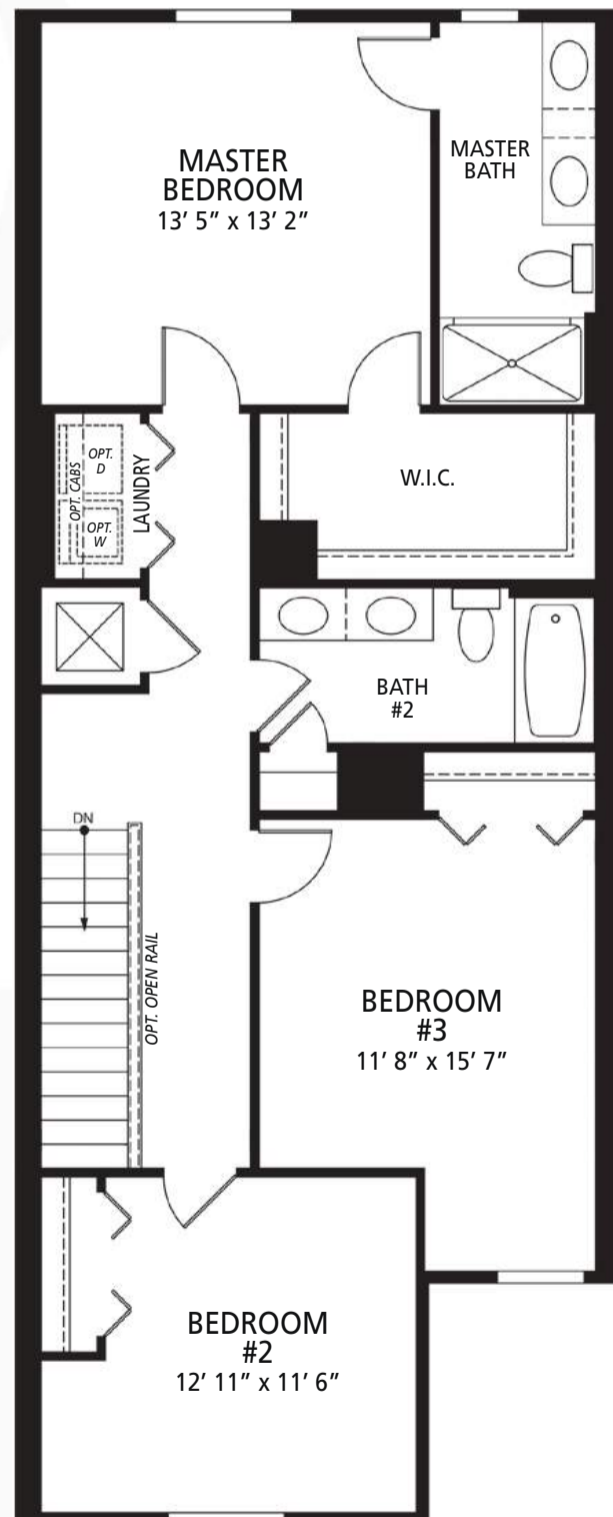 MASTER
BEDROOM
13' 5" x 13' 2"
MASTER
BATH
OPT. CABS
OPT.
D
OPT.
W
LAUNDRY
W.I.C.
BATH
#2
DN
OPT. OPEN RAIL
BEDROOM
#3
11' 8" x 15' 7"
BEDROOM
#2
12' 11" x 11' 6"